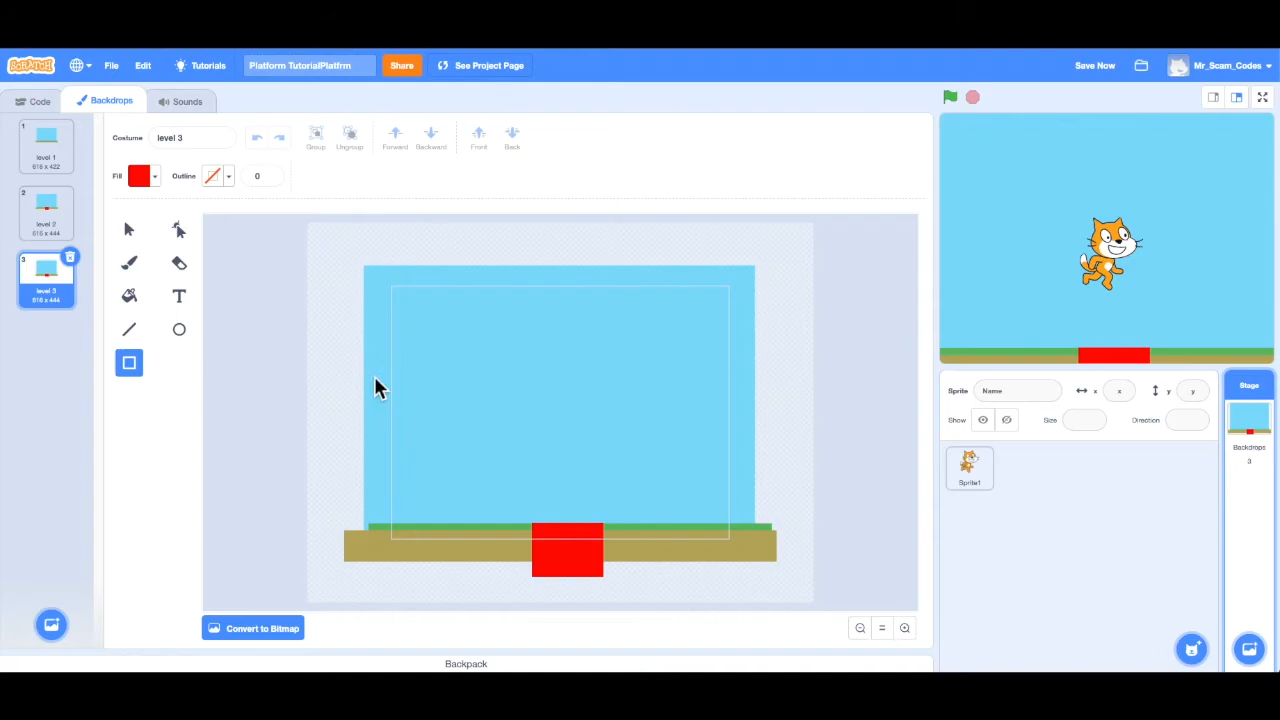 SCRATCH File Edit Tutorials Platform TutorialPlatfrm Share See Project Page Save Now Mr_Scam_Codes
Code Backdrops Sounds
1
level 1
616 x 422
2
level 2
616 x 444
3
level 3
616 x 444
Costume level 3 Group Ungroup Forward Backward Front Back
Fill Outline 0
T
Convert to Bitmap
Backpack
Sprite Name x x y y
Show Size Direction
Sprite1
Stage
Backdrops
3